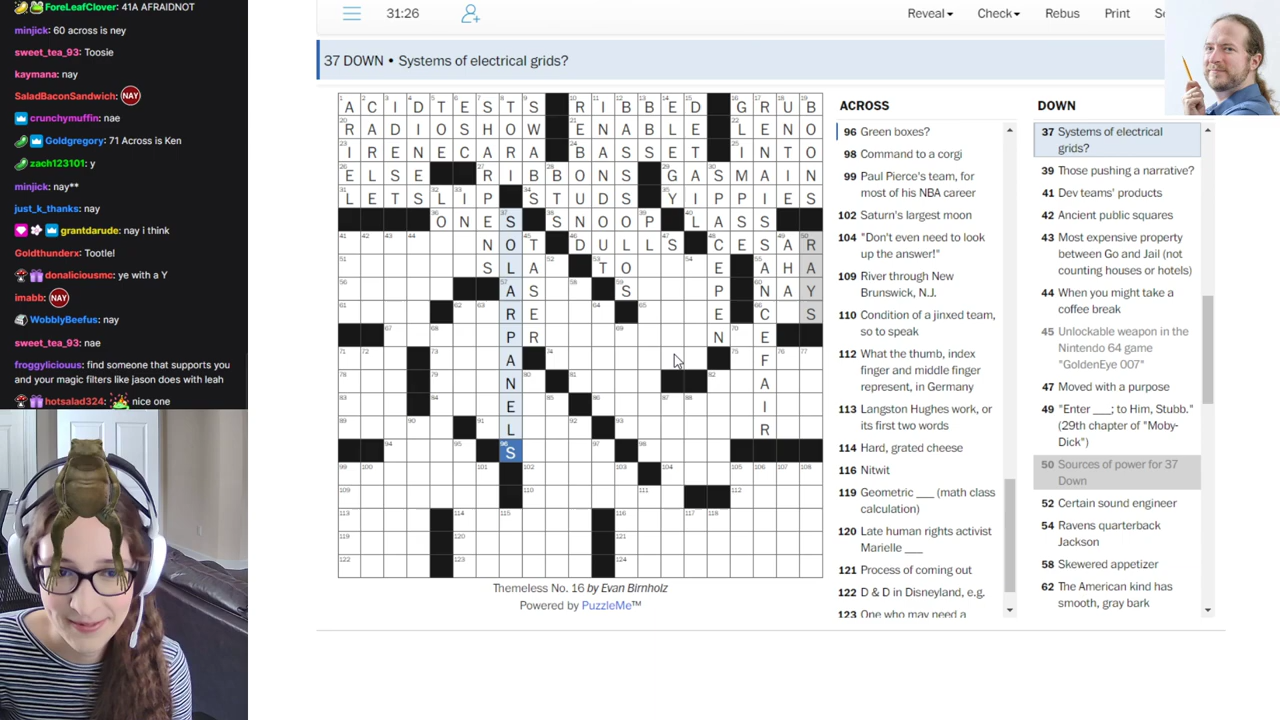 ForeLeafClover: 41A AFRAIDNOT
minjick: 60 across is ney
sweet_tea_93: Toosie
kaymana: nay
SaladBaconSandwich: NAY
crunchymuffin: nae
Goldgregory: 71 Across is Ken
zach123101: y
minjick: nay**
just_k_thanks: nay
grantdarude: nay i think
Goldthunderx: Tootle!
donaliciousmc: ye with a Y
imabb: NAY
WobblyBeefus: nay
sweet_tea_93: nae
froggyliciouus: find someone that supports you
and your magic filters like jason does with leah
hotsalad324: nice one
31:26
Reveal
Check
Rebus
Print
37 DOWN • Systems of electrical grids?
A C I D T E S T S R I B B E D G R U B
R A D I O S H O W E N A B L E L E N O
I R E N E C A R A B A S S E T I N T O
E L S E R I B B O N S G A S M A I N
L E T S L I P S T U D S Y I P P I E S
O N E S S N O O P L A S S
N O T D U L L S C E S A R
S L A T O E A H A
A S S P N A Y
R E E C S
P R N E
A F
N A
E I
L R
S
Themeless No. 16 by Evan Birnholz
Powered by PuzzleMe™
ACROSS
96 Green boxes?
98 Command to a corgi
99 Paul Pierce's team, for
most of his NBA career
102 Saturn's largest moon
104 "Don't even need to look
up the answer!"
109 River through New
Brunswick, N.J.
110 Condition of a jinxed team,
so to speak
112 What the thumb, index
finger and middle finger
represent, in Germany
113 Langston Hughes work, or
its first two words
114 Hard, grated cheese
116 Nitwit
119 Geometric ___ (math class
calculation)
120 Late human rights activist
Marielle ___
121 Process of coming out
122 D & D in Disneyland, e.g.
123 One who may need a
DOWN
37 Systems of electrical
grids?
39 Those pushing a narrative?
41 Dev teams' products
42 Ancient public squares
43 Most expensive property
between Go and Jail (not
counting houses or hotels)
44 When you might take a
coffee break
45 Unlockable weapon in the
Nintendo 64 game
"GoldenEye 007"
47 Moved with a purpose
49 "Enter ___; to Him, Stubb."
(29th chapter of "Moby-
Dick")
50 Sources of power for 37
Down
52 Certain sound engineer
54 Ravens quarterback
Jackson
58 Skewered appetizer
62 The American kind has
smooth, gray bark